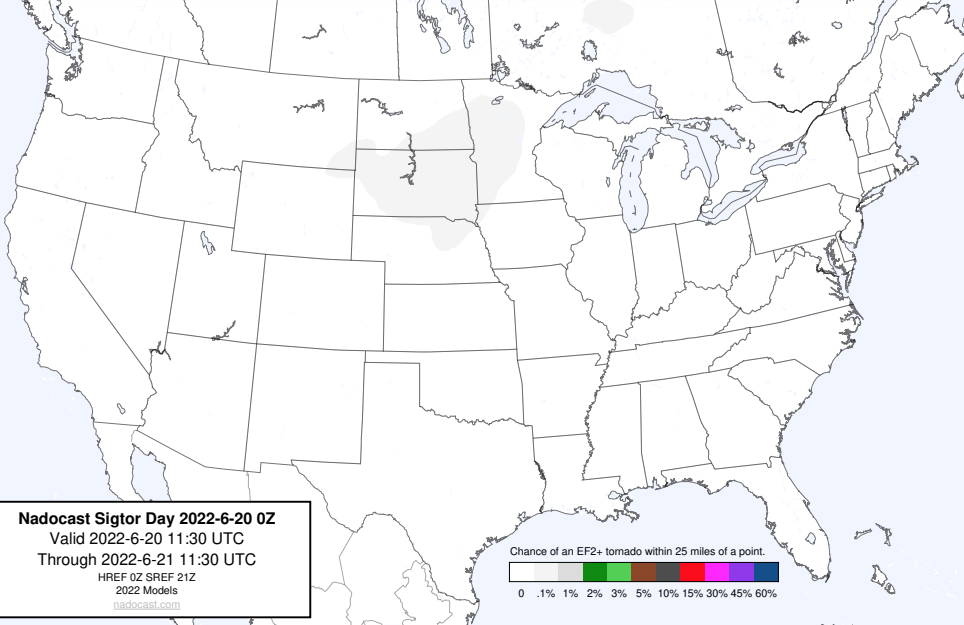 Nadocast Sigtor Day 2022-6-20 0Z
Valid 2022-6-20 11:30 UTC
Through 2022-6-21 11:30 UTC
HREF 0Z SREF 21Z
2022 Models
nadocast.com
Chance of an EF2+ tornado within 25 miles of a point.
0 .1% 1% 2% 3% 5% 10% 15% 30% 45% 60%